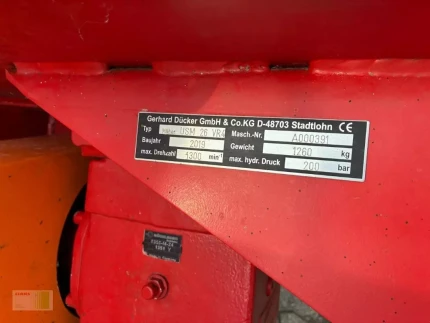 Gerhard Dücker GmbH & Co.KG D-48703 Stadtlohn CE
Typ USM 26 VR4 Masch.-Nr. A000391
Baujahr 2019 Gewicht 1260 kg
max. Drehzahl 1300 min⁻¹ max. hydr. Druck 200 bar